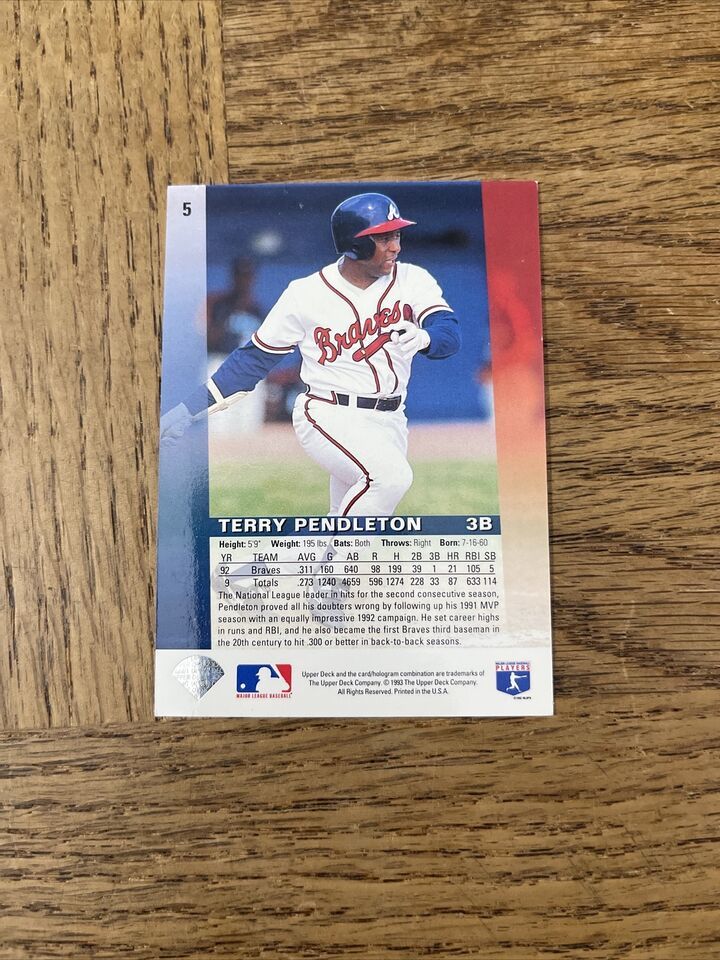 5
Braves
TERRY PENDLETON 3B
Height: 5'9" Weight: 195 lbs. Bats: Both Throws: Right Born: 7-16-60
YR TEAM AVG G AB R H 2B 3B HR RBI SB
92 Braves .311 160 640 98 199 39 1 21 105 5
9 Totals .273 1240 4659 596 1274 228 33 87 633 114
The National League leader in hits for the second consecutive season,
Pendleton proved all his doubters wrong by following up his 1991 MVP
season with an equally impressive 1992 campaign. He set career highs
in runs and RBI, and he also became the first Braves third baseman in
the 20th century to hit .300 or better in back-to-back seasons.
MAJOR LEAGUE BASEBALL
Upper Deck and the card/hologram combination are trademarks of
The Upper Deck Company. © 1993 The Upper Deck Company.
All Rights Reserved. Printed in the U.S.A.
MAJOR LEAGUE BASEBALL
PLAYERS